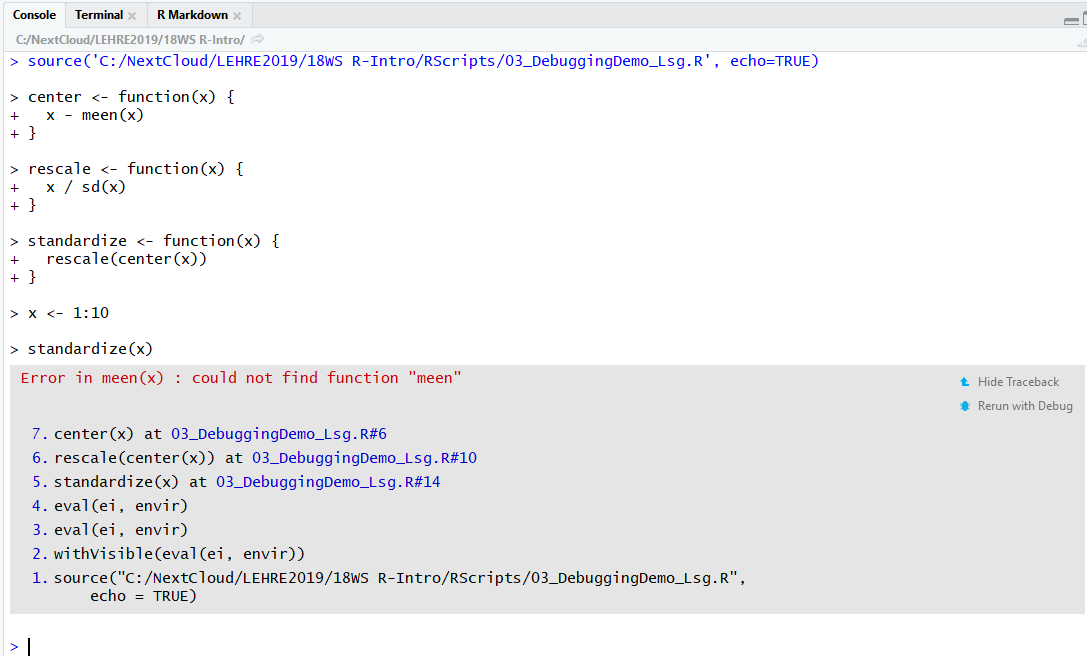 Console Terminal R Markdown
C:/NextCloud/LEHRE2019/18WS R-Intro/
> source('C:/NextCloud/LEHRE2019/18WS R-Intro/RScripts/03_DebuggingDemo_Lsg.R', echo=TRUE)
> center <- function(x) {
+   x - meen(x)
+ }
> rescale <- function(x) {
+   x / sd(x)
+ }
> standardize <- function(x) {
+   rescale(center(x))
+ }
> x <- 1:10
> standardize(x)
Error in meen(x) : could not find function "meen"
Hide Traceback
Rerun with Debug
7. center(x) at 03_DebuggingDemo_Lsg.R#6
6. rescale(center(x)) at 03_DebuggingDemo_Lsg.R#10
5. standardize(x) at 03_DebuggingDemo_Lsg.R#14
4. eval(ei, envir)
3. eval(ei, envir)
2. withVisible(eval(ei, envir))
1. source("C:/NextCloud/LEHRE2019/18WS R-Intro/RScripts/03_DebuggingDemo_Lsg.R",
echo = TRUE)
>